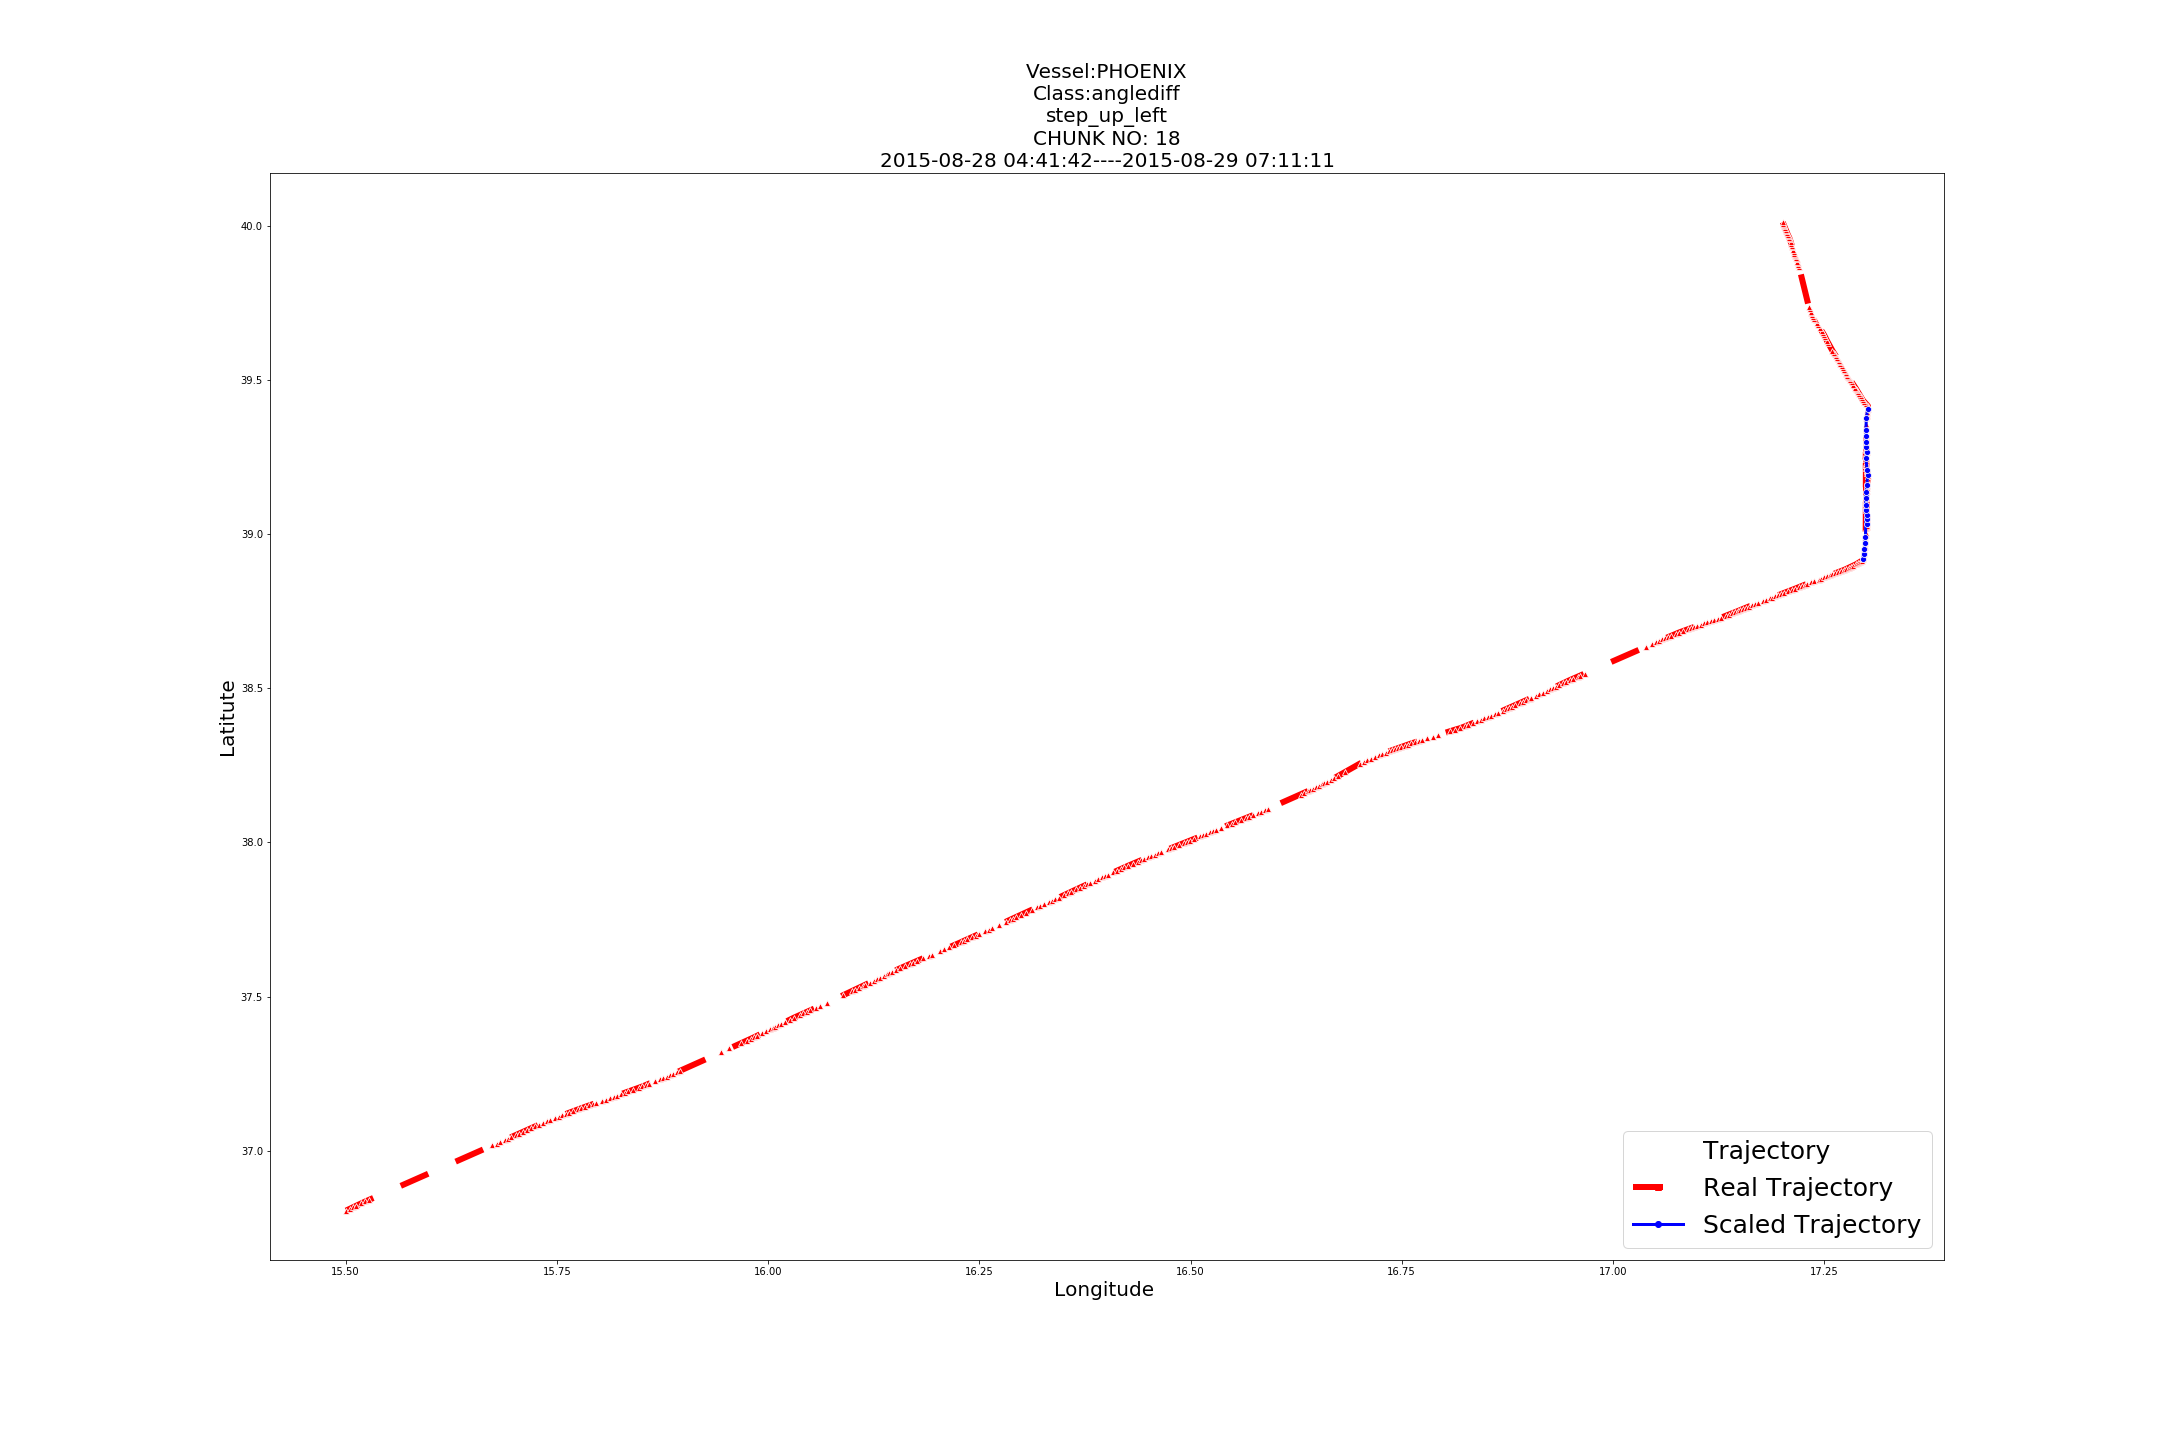 Vessel:PHOENIX
Class:anglediff
step_up_left
CHUNK NO: 18
2015-08-28 04:41:42----2015-08-29 07:11:11
40.0
39.5
39.0
38.5
38.0
37.5
37.0
Latitute
15.50 15.75 16.00 16.25 16.50 16.75 17.00 17.25
Longitude
Trajectory
Real Trajectory
Scaled Trajectory